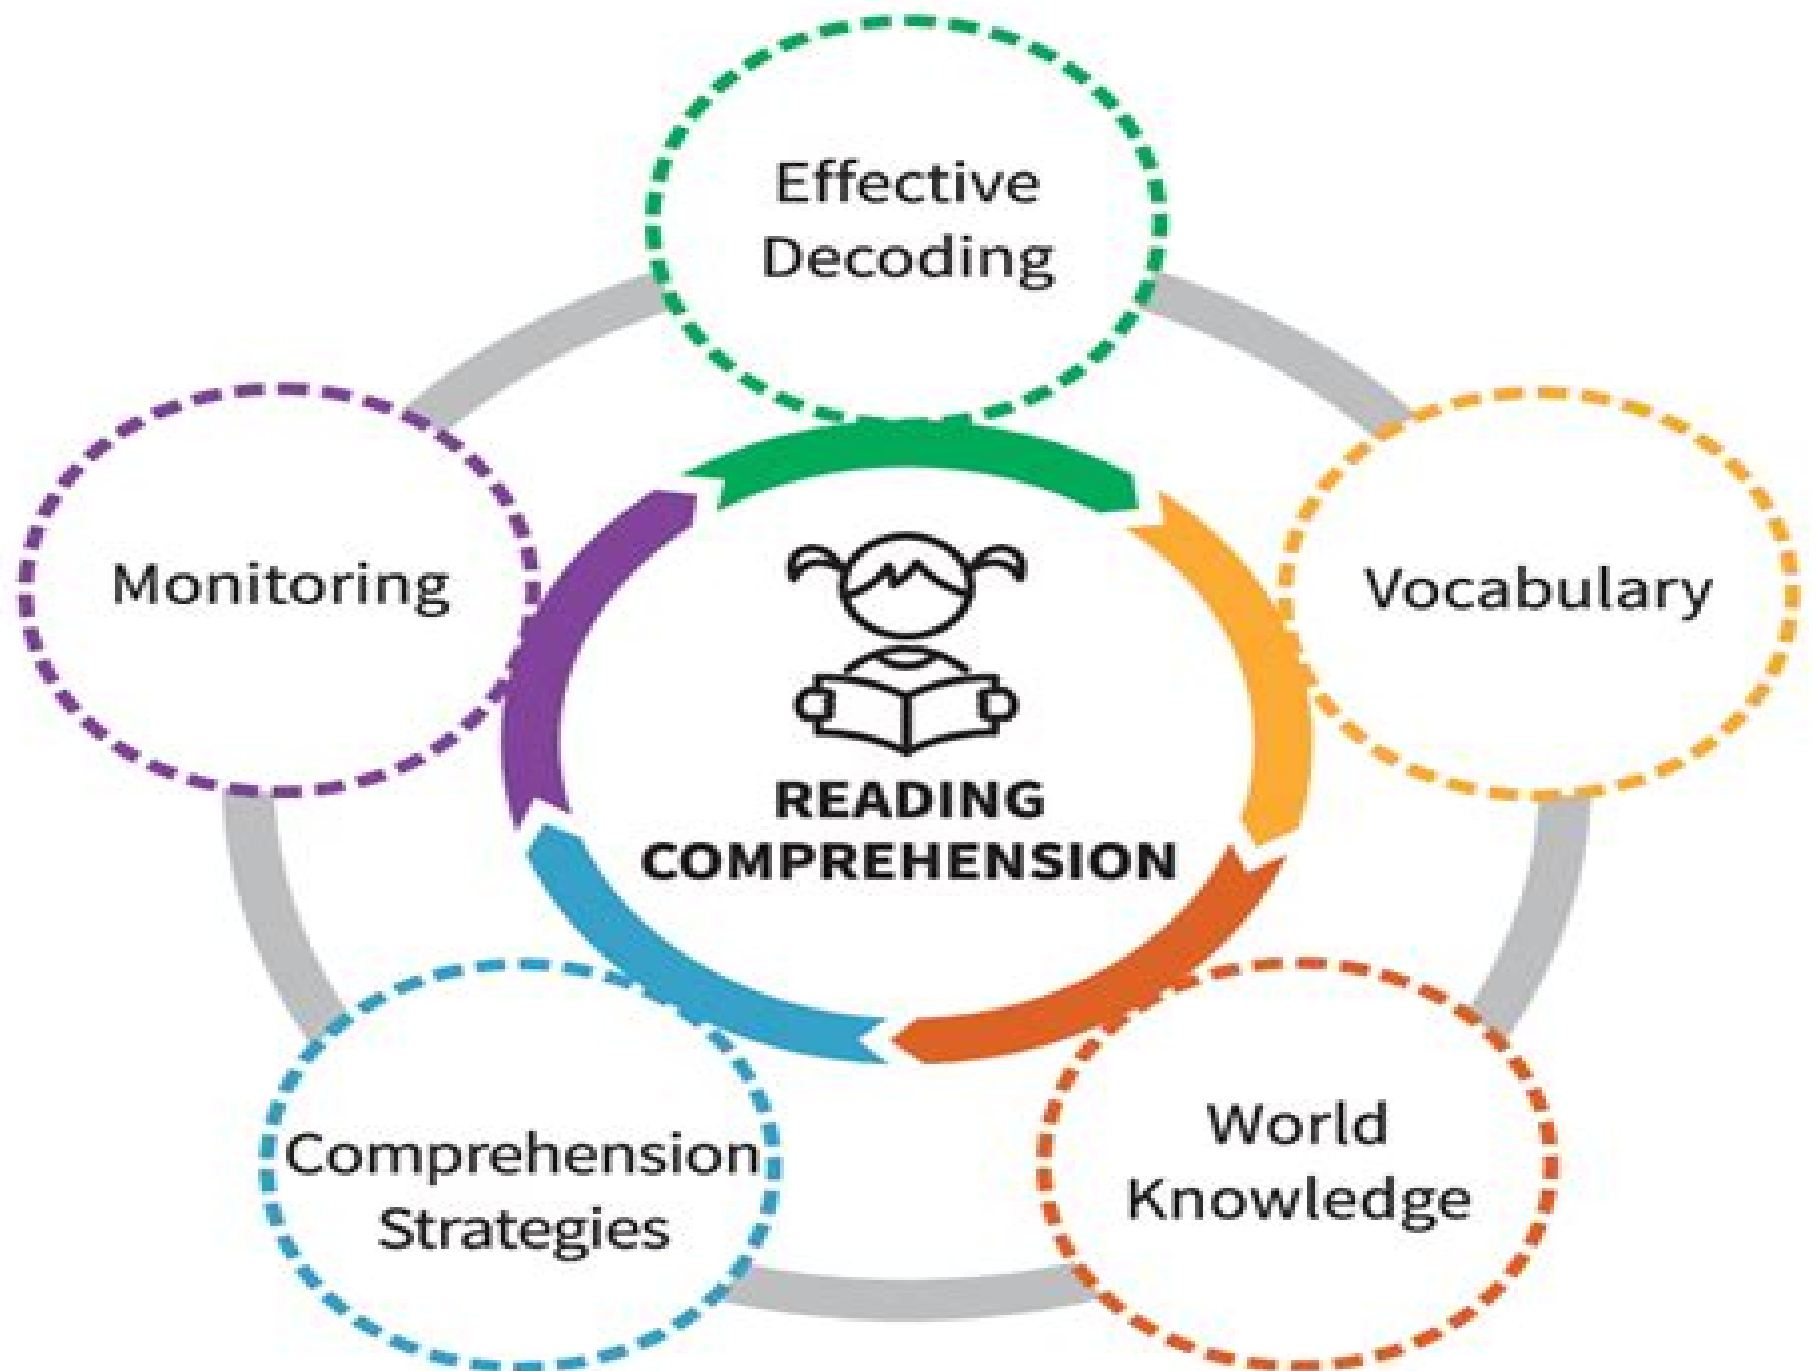 Effective
Decoding
Monitoring
Vocabulary
READING
COMPREHENSION
Comprehension
Strategies
World
Knowledge